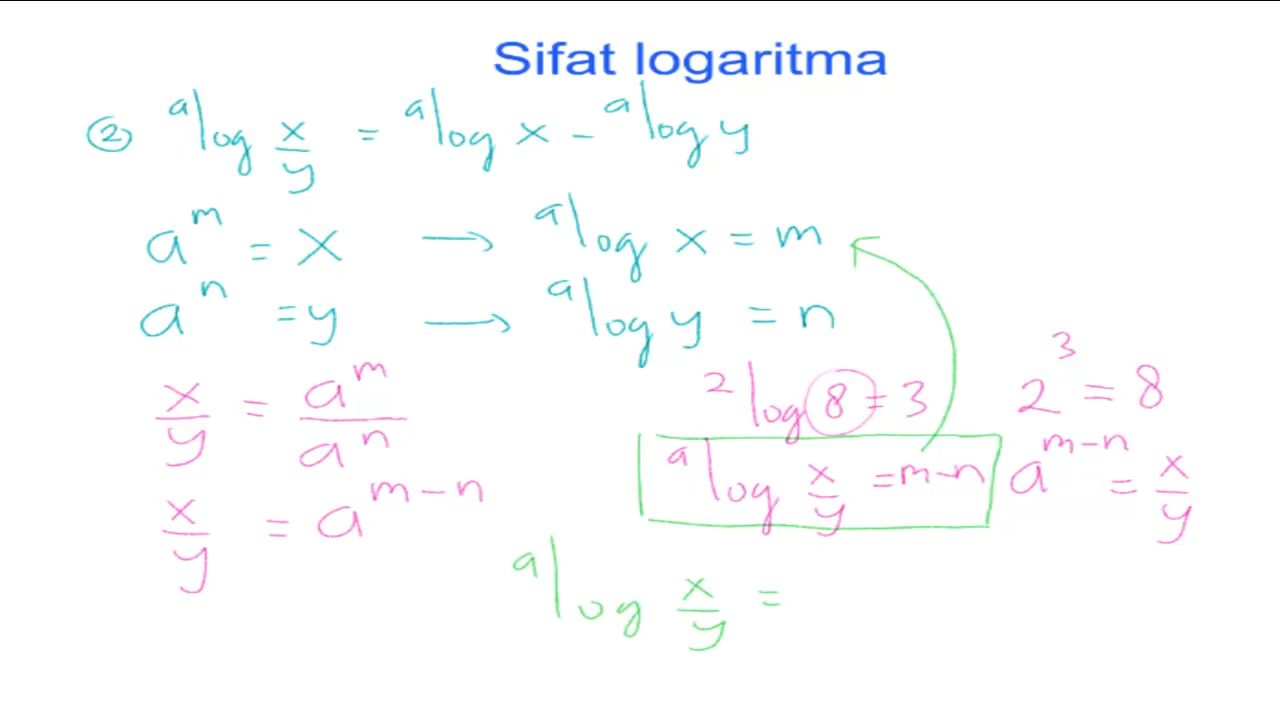 Sifat logaritma
② ᵃlog x/y = ᵃlog x - ᵃlog y
aᵐ = x → ᵃlog x = m
aⁿ = y → ᵃlog y = n
x/y = aᵐ/aⁿ
²log 8 = 3 2³ = 8
x/y = aᵐ⁻ⁿ
ᵃlog x/y = m-n aᵐ⁻ⁿ = x/y
ᵃlog x/y =